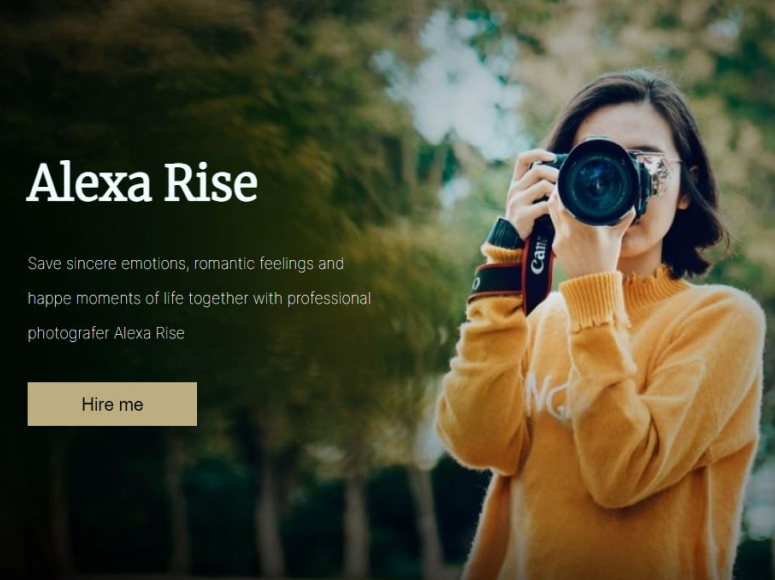 Alexa Rise
Save sincere emotions, romantic feelings and
happe moments of life together with professional
photografer Alexa Rise
Hire me
Can